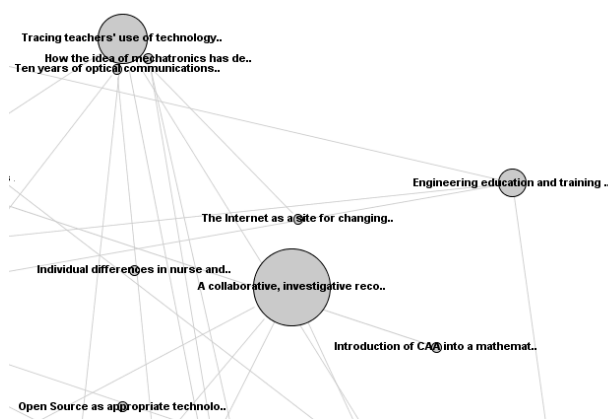 Tracing teachers' use of technology..
How the idea of mechatronics has de..
Ten years of optical communications..
Engineering education and training ..
The Internet as a site for changing..
Individual differences in nurse and..
A collaborative, investigative reco..
Introduction of CAA into a mathemat..
Open Source as appropriate technolo..